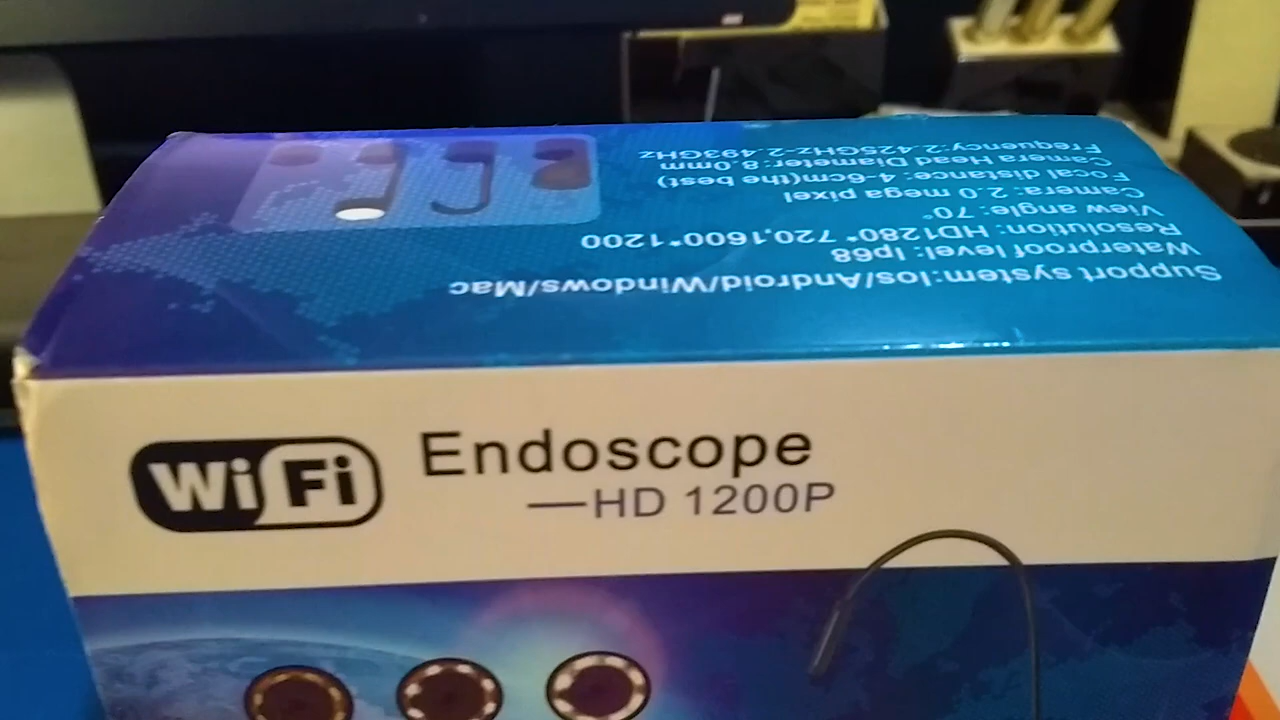 Support system:Ios/Android/Windows/Mac
Waterproof level: Ip68
Resolution: HD1280*720,1600*1200
View angle: 70°
Camera: 2.0 mega pixel
Focal distance: 4-6cm(the best)
Camera Head Diameter: 8.0mm
Frequency:2.425GHz-2.493GHz
WiFi
Endoscope
—HD 1200P